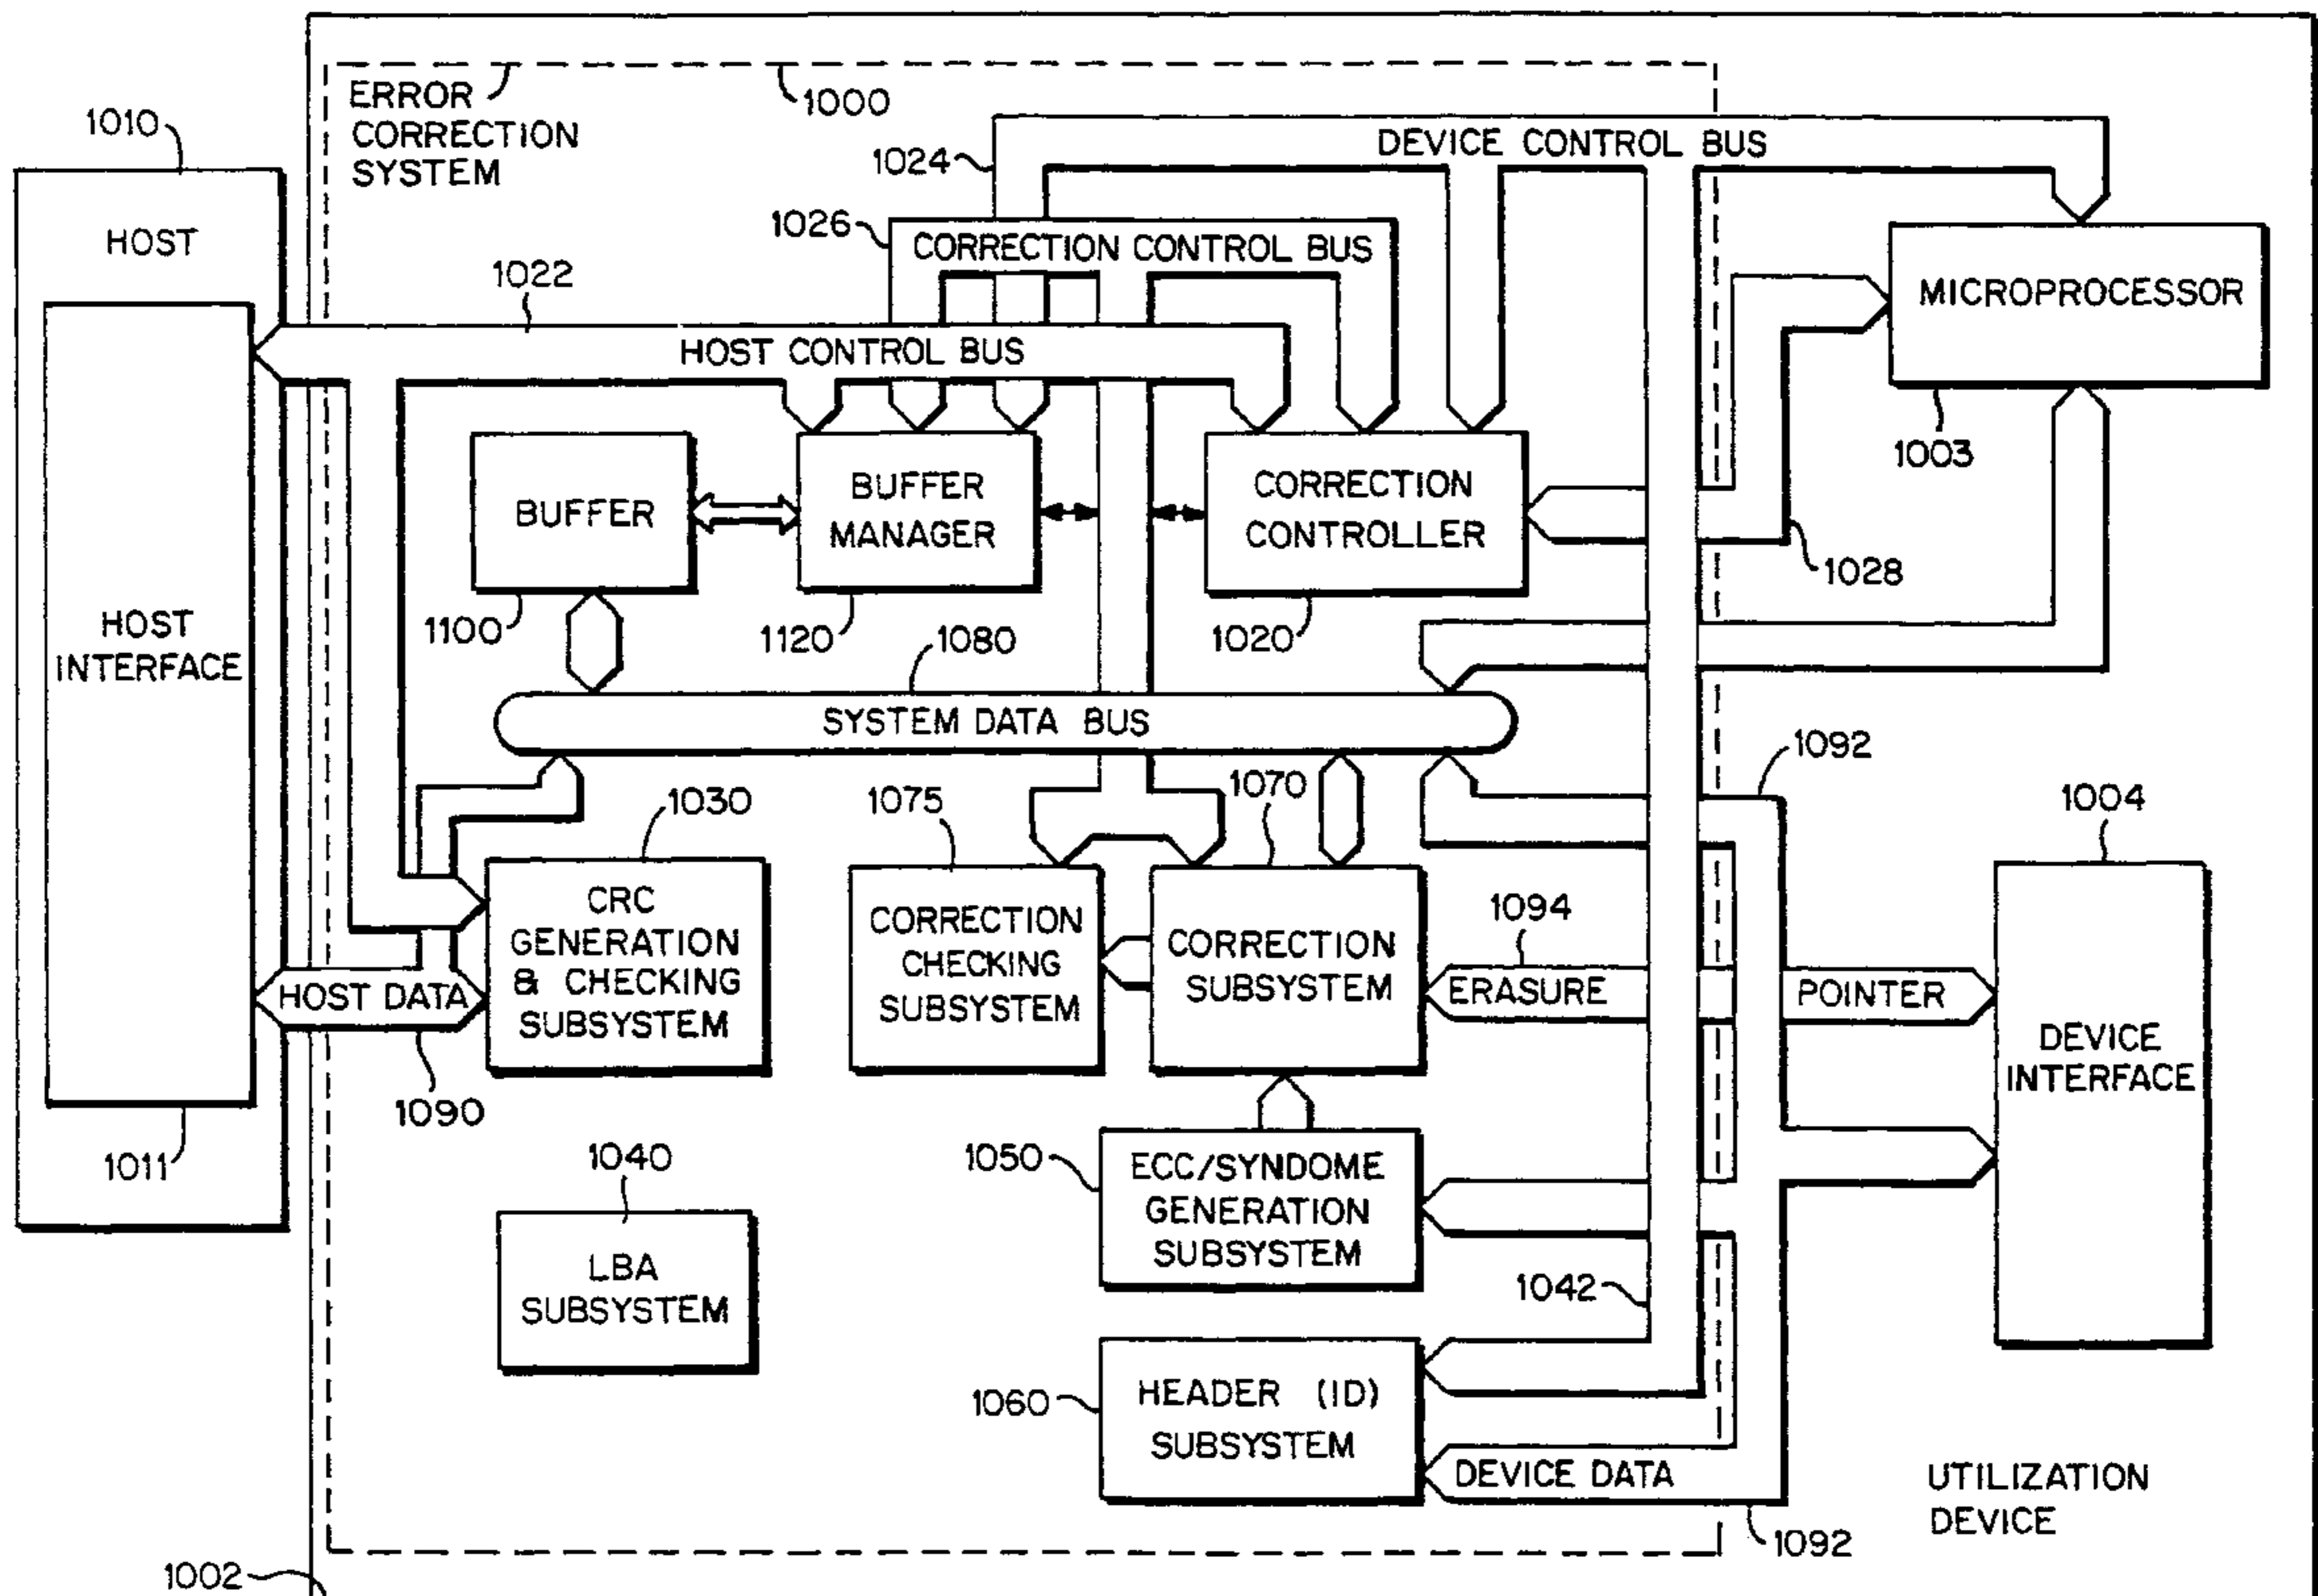 ERROR
CORRECTION
SYSTEM
1000
1010
HOST
1024
DEVICE CONTROL BUS
1026
CORRECTION CONTROL BUS
1022
HOST CONTROL BUS
MICROPROCESSOR
1003
BUFFER
1100
BUFFER
MANAGER
1120
CORRECTION
CONTROLLER
1020
1028
HOST
INTERFACE
1011
1080
SYSTEM DATA BUS
1092
1030
CRC
GENERATION
& CHECKING
SUBSYSTEM
HOST DATA
1090
1075
CORRECTION
CHECKING
SUBSYSTEM
1070
CORRECTION
SUBSYSTEM
1094
ERASURE
POINTER
1004
DEVICE
INTERFACE
1040
LBA
SUBSYSTEM
1050
ECC/SYNDOME
GENERATION
SUBSYSTEM
1042
1060
HEADER (ID)
SUBSYSTEM
DEVICE DATA
1092
UTILIZATION
DEVICE
1002